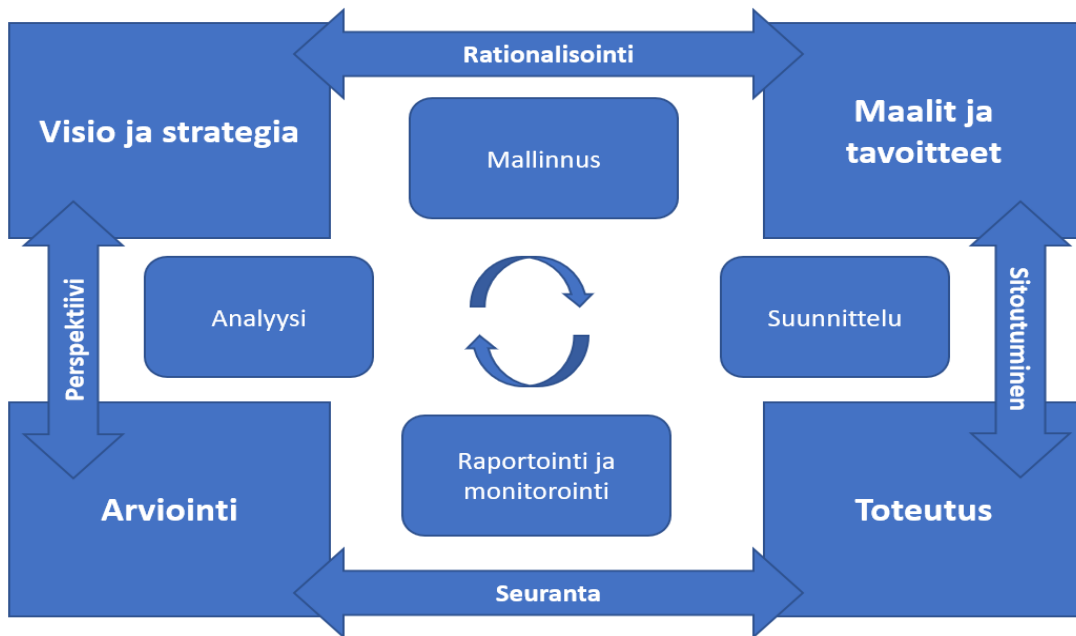 Rationalisointi
Visio ja strategia
Maalit ja
tavoitteet
Mallinnus
Perspektiivi
Analyysi
Suunnittelu
Sitoutuminen
Raportointi ja
monitorointi
Arviointi
Toteutus
Seuranta